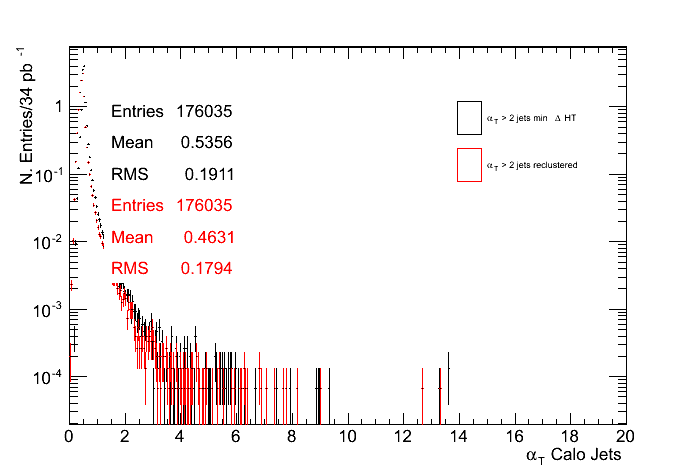 N. Entries/34 pb⁻¹
1
10⁻¹
10⁻²
10⁻³
10⁻⁴
Entries 176035
Mean 0.5356
RMS 0.1911
Entries 176035
Mean 0.4631
RMS 0.1794
α_T > 2 jets min Δ HT
α_T > 2 jets reclustered
0 2 4 6 8 10 12 14 16 18 20
α_T Calo Jets